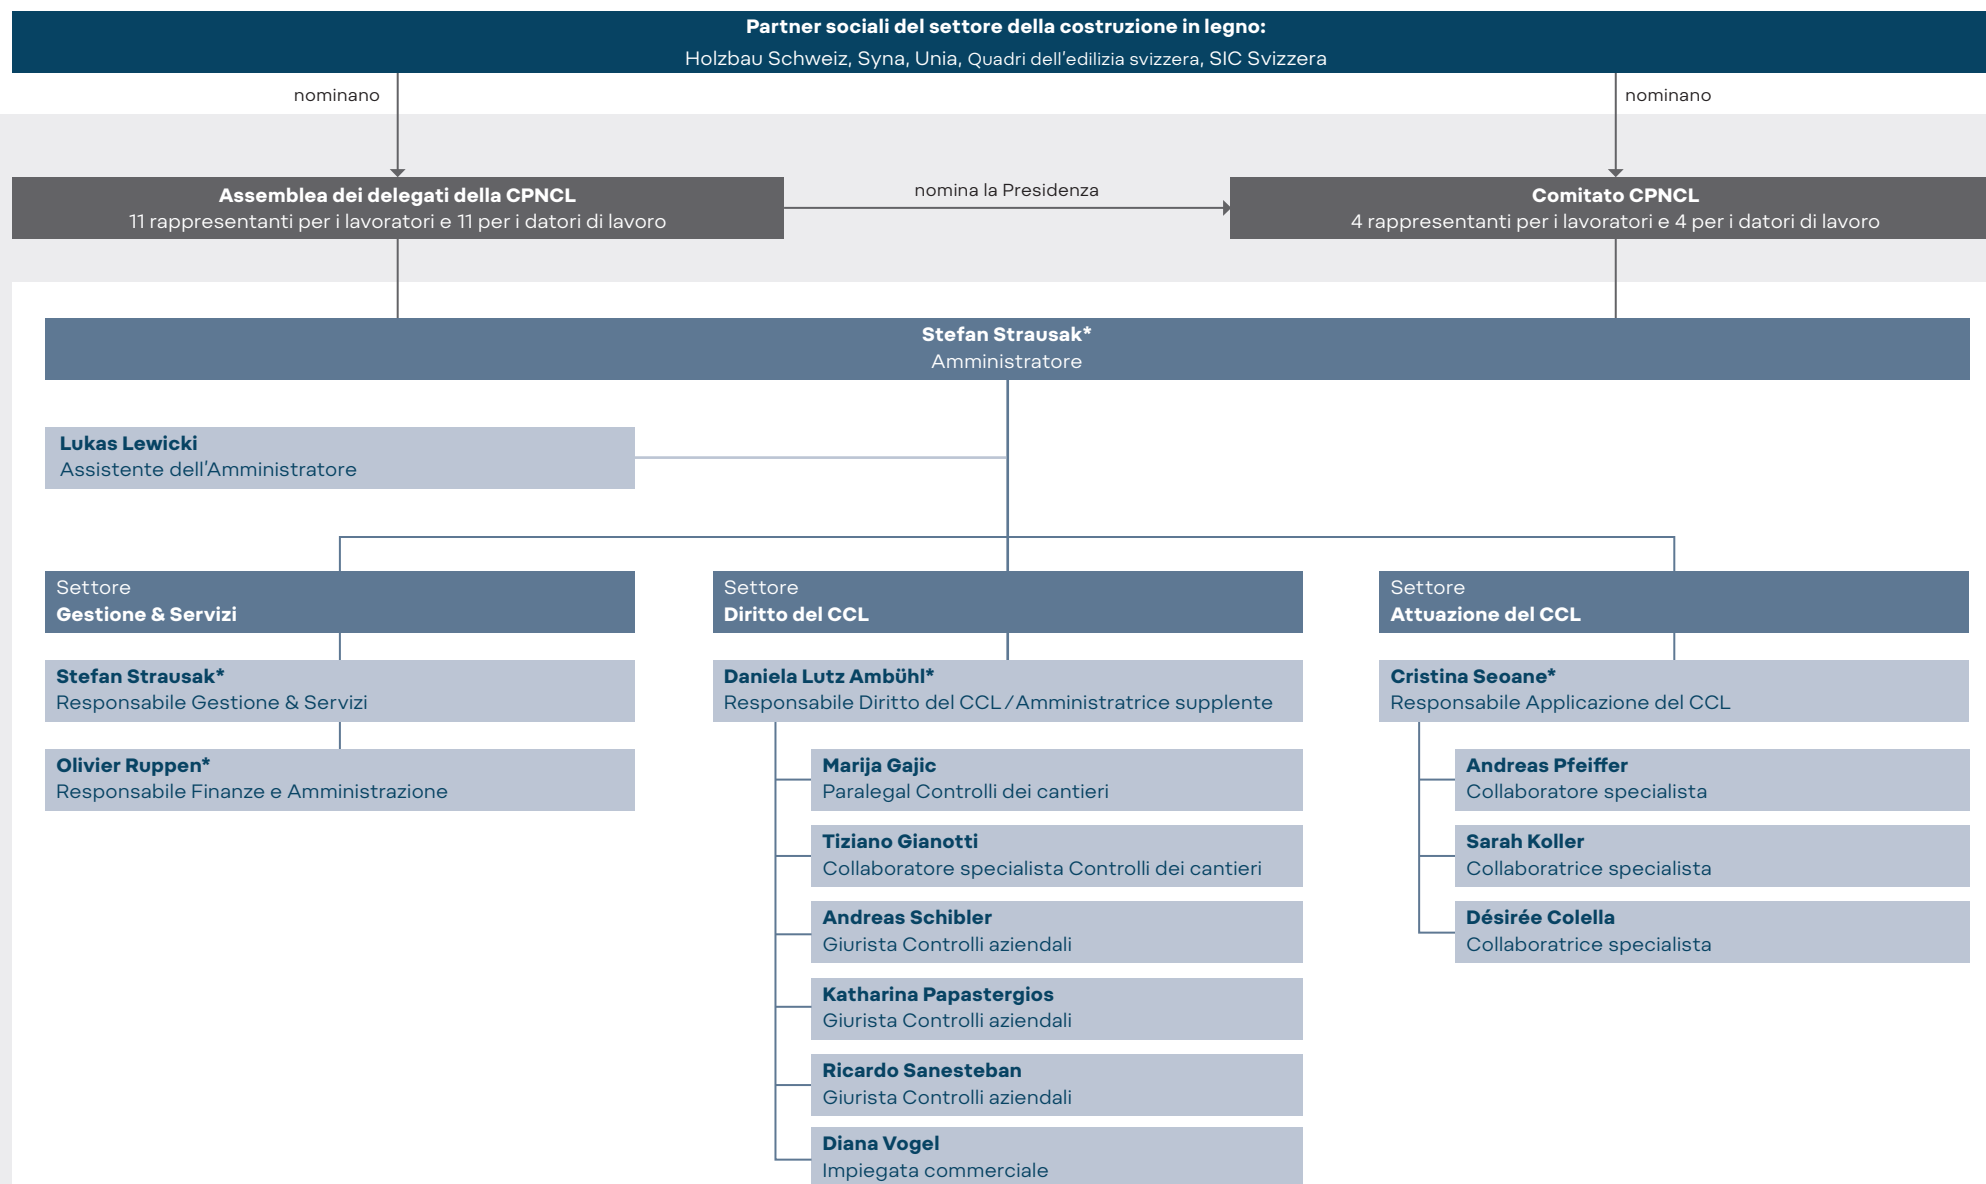 Partner sociali del settore della costruzione in legno:
Holzbau Schweiz, Syna, Unia, Quadri dell'edilizia svizzera, SIC Svizzera
nominano
nominano
Assemblea dei delegati della CPNCL
11 rappresentanti per i lavoratori e 11 per i datori di lavoro
nomina la Presidenza
Comitato CPNCL
4 rappresentanti per i lavoratori e 4 per i datori di lavoro
Stefan Strausak*
Amministratore
Lukas Lewicki
Assistente dell'Amministratore
Settore
Gestione & Servizi
Stefan Strausak*
Responsabile Gestione & Servizi
Olivier Ruppen*
Responsabile Finanze e Amministrazione
Settore
Diritto del CCL
Daniela Lutz Ambühl*
Responsabile Diritto del CCL/Amministratrice supplente
Marija Gajic
Paralegal Controlli dei cantieri
Tiziano Gianotti
Collaboratore specialista Controlli dei cantieri
Andreas Schibler
Giurista Controlli aziendali
Katharina Papastergios
Giurista Controlli aziendali
Ricardo Sanesteban
Giurista Controlli aziendali
Diana Vogel
Impiegata commerciale
Settore
Attuazione del CCL
Cristina Seoane*
Responsabile Applicazione del CCL
Andreas Pfeiffer
Collaboratore specialista
Sarah Koller
Collaboratrice specialista
Désirée Colella
Collaboratrice specialista